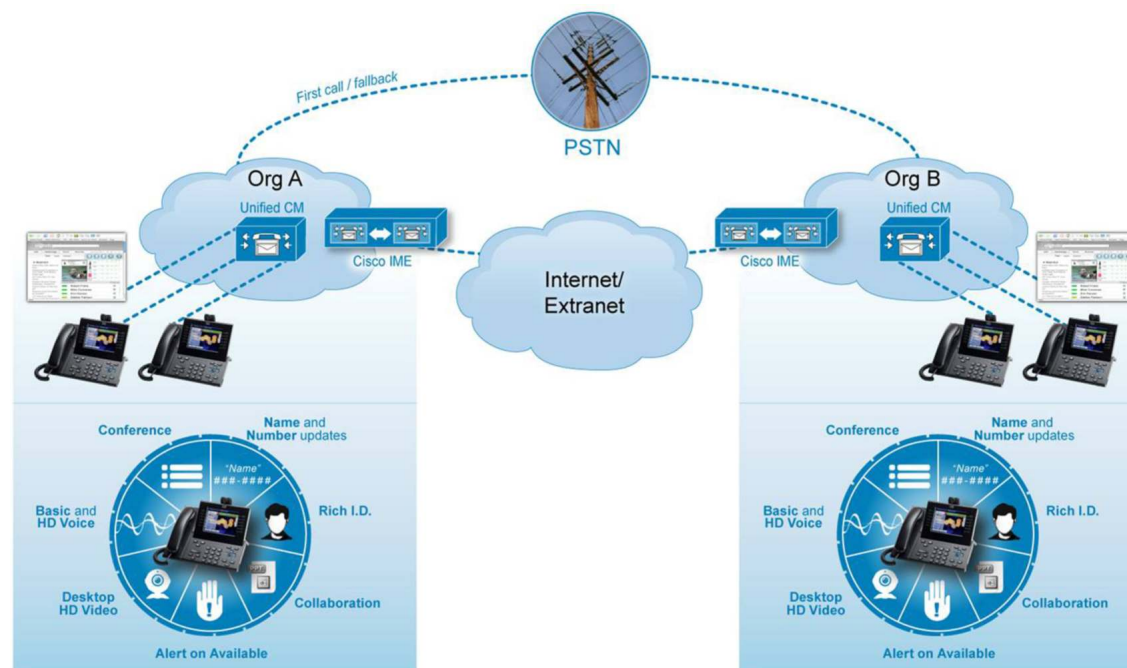 First call / fallback
PSTN
Org A
Unified CM
Cisco IME
Internet/
Extranet
Org B
Unified CM
Cisco IME
Conference
Name and
Number updates
"Name"
###-####
Basic and
HD Voice
Rich I.D.
Desktop
HD Video
Collaboration
Alert on Available
Conference
Name and
Number updates
"Name"
###-####
Basic and
HD Voice
Rich I.D.
Desktop
HD Video
Collaboration
Alert on Available